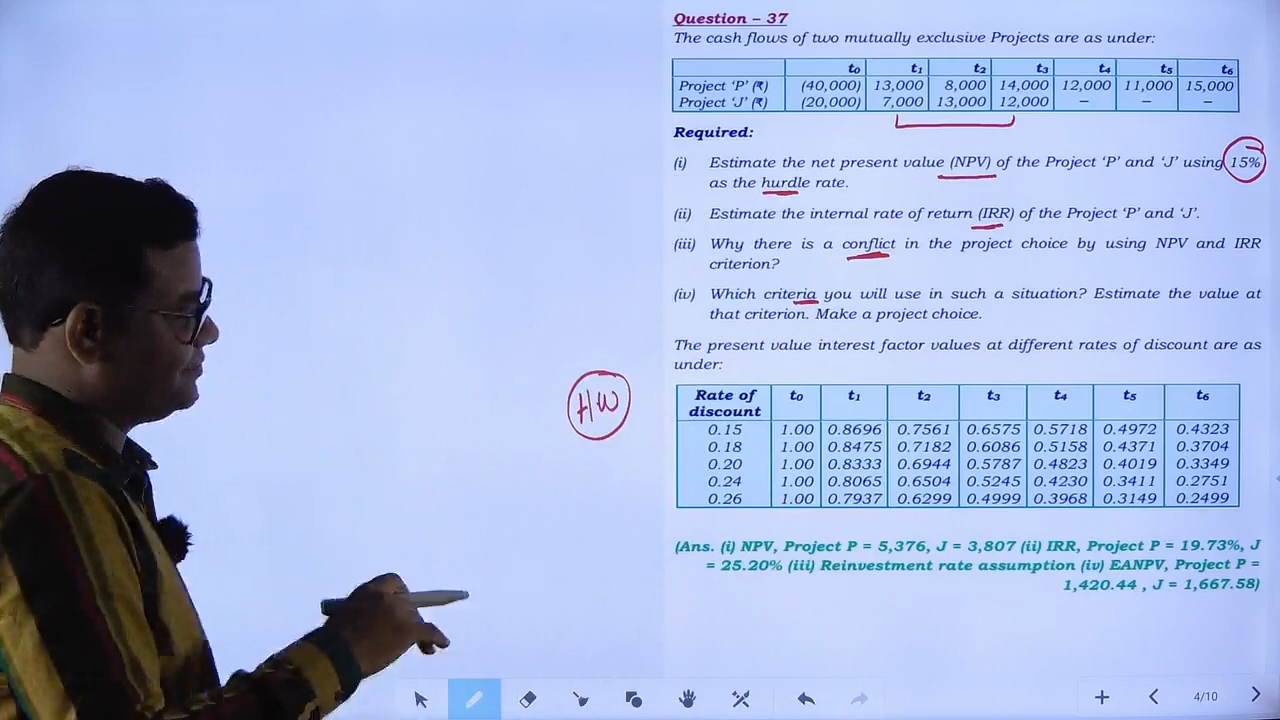 Question – 37
The cash flows of two mutually exclusive Projects are as under:
t0 t1 t2 t3 t4 t5 t6
Project 'P' (₹) (40,000) 13,000 8,000 14,000 12,000 11,000 15,000
Project 'J' (₹) (20,000) 7,000 13,000 12,000 – – –
Required:
(i) Estimate the net present value (NPV) of the Project 'P' and 'J' using 15%
as the hurdle rate.
(ii) Estimate the internal rate of return (IRR) of the Project 'P' and 'J'.
(iii) Why there is a conflict in the project choice by using NPV and IRR
criterion?
(iv) Which criteria you will use in such a situation? Estimate the value at
that criterion. Make a project choice.
The present value interest factor values at different rates of discount are as
under:
HW
Rate of discount t0 t1 t2 t3 t4 t5 t6
0.15 1.00 0.8696 0.7561 0.6575 0.5718 0.4972 0.4323
0.18 1.00 0.8475 0.7182 0.6086 0.5158 0.4371 0.3704
0.20 1.00 0.8333 0.6944 0.5787 0.4823 0.4019 0.3349
0.24 1.00 0.8065 0.6504 0.5245 0.4230 0.3411 0.2751
0.26 1.00 0.7937 0.6299 0.4999 0.3968 0.3149 0.2499
(Ans. (i) NPV, Project P = 5,376, J = 3,807 (ii) IRR, Project P = 19.73%, J
= 25.20% (iii) Reinvestment rate assumption (iv) EANPV, Project P =
1,420.44 , J = 1,667.58)
4/10